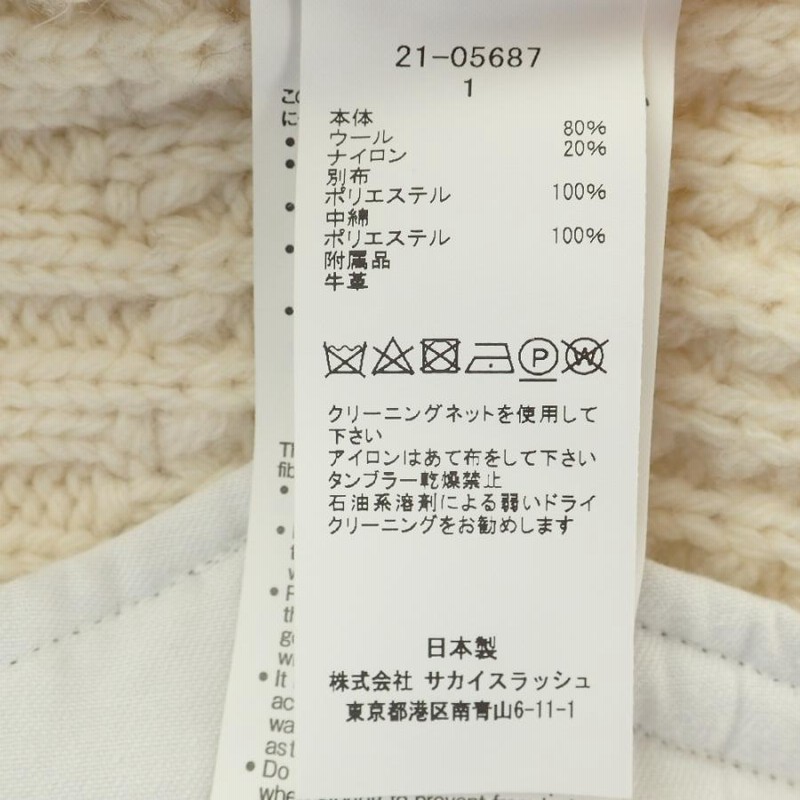 21-05687
1
本体
ウール 80%
ナイロン 20%
別布
ポリエステル 100%
中綿
ポリエステル 100%
附属品
牛革
P W
クリーニングネットを使用して
下さい
アイロンはあて布をして下さい
タンブラー乾燥禁止
石油系溶剤による弱いドライ
クリーニングをお勧めします
日本製
株式会社 サカイスラッシュ
東京都港区南青山6-11-1
• It
• Do